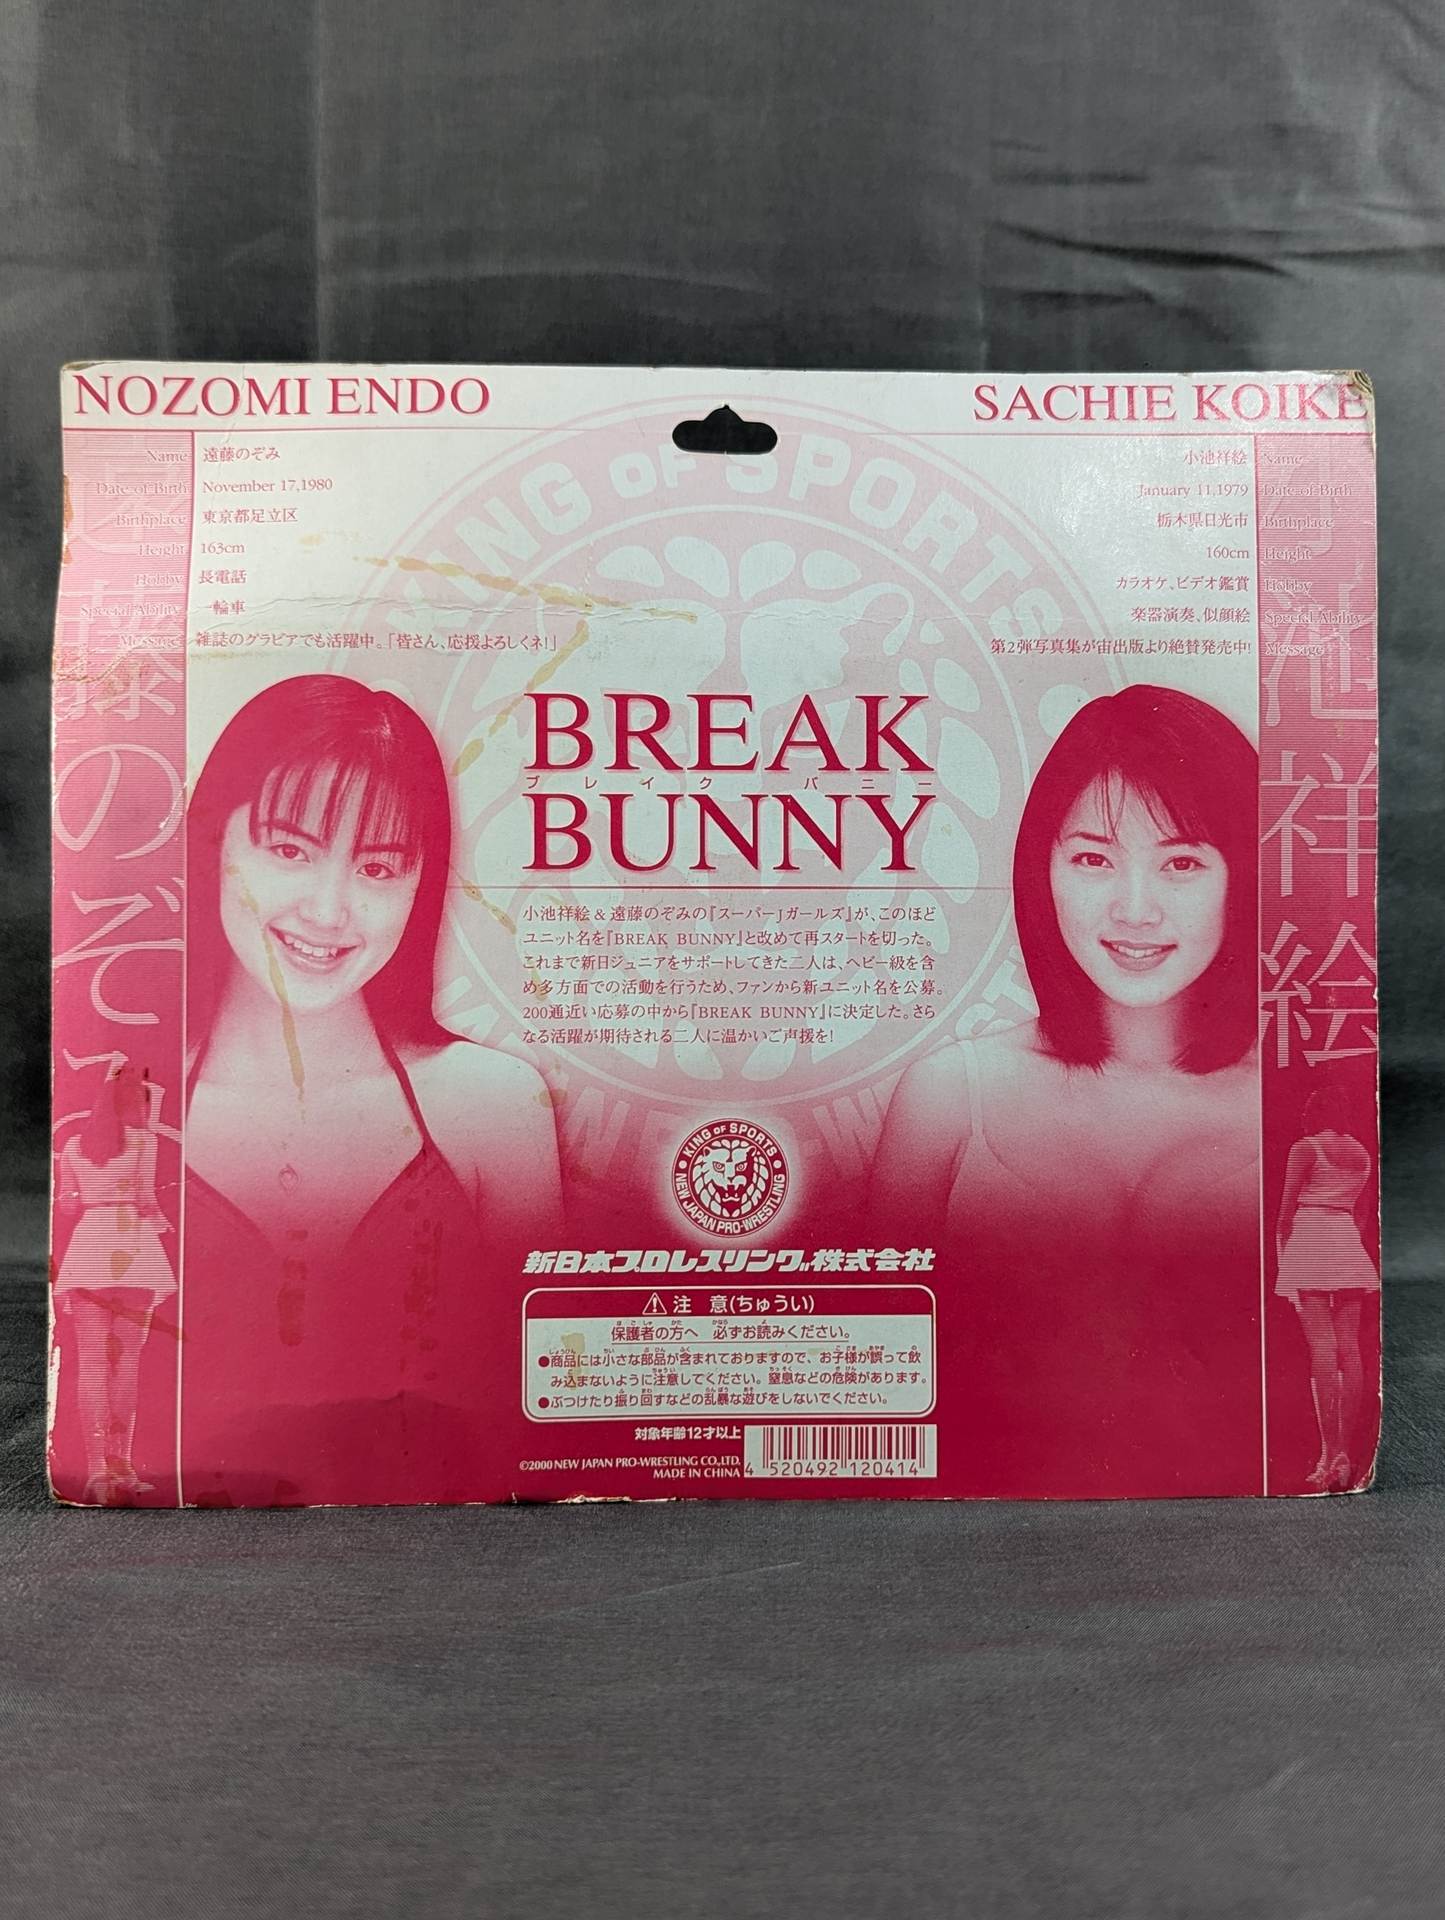 NOZOMI ENDO
Name 遠藤のぞみ
Date of Birth November 17,1980
Birthplace 東京都足立区
Height 163cm
Hobby 長電話
Special Ability 一輪車
Message 雑誌のグラビアでも活躍中。「皆さん、応援よろしくネ!」
遠藤のぞみ
SACHIE KOIKE
小池祥絵 Name
January 11,1979 Date of Birth
栃木県日光市 Birthplace
160cm Height
カラオケ、ビデオ鑑賞 Hobby
楽器演奏、似顔絵 Special Ability
第2弾写真集が宙出版より絶賛発売中! Message
小池祥絵
KING OF SPORTS
NEW JAPAN PRO-WRESTLING
BREAK
ブレイク バニー
BUNNY
小池祥絵&遠藤のぞみの『スーパーJガールズ』が、このほど
ユニット名を『BREAK BUNNY』と改めて再スタートを切った。
これまで新日ジュニアをサポートしてきた二人は、ヘビー級を含
め多方面での活動を行うため、ファンから新ユニット名を公募。
200通近い応募の中から『BREAK BUNNY』に決定した。さら
なる活躍が期待される二人に温かいご声援を!
KING OF SPORTS
NEW JAPAN PRO-WRESTLING
新日本プロレスリング株式会社
注 意(ちゅうい)
保護者の方へ 必ずお読みください。
●商品には小さな部品が含まれておりますので、お子様が誤って飲
み込まないように注意してください。窒息などの危険があります。
●ぶつけたり振り回すなどの乱暴な遊びをしないでください。
対象年齢12才以上
©2000 NEW JAPAN PRO-WRESTLING CO.,LTD.
MADE IN CHINA
4 520492 120414